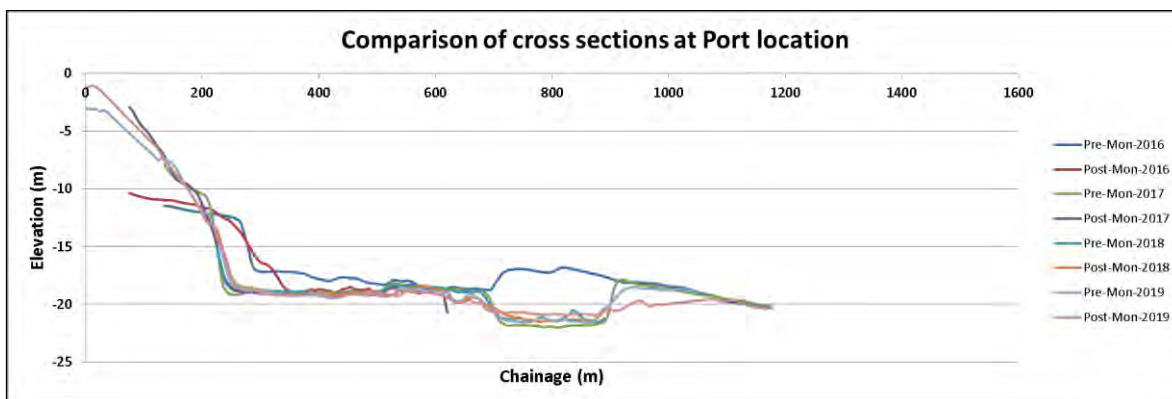 Comparison of cross sections at Port location
0
0 200 400 600 800 1000 1200 1400 1600
-5
-10
-15
-20
-25
Elevation (m)
Chainage (m)
Pre-Mon-2016
Post-Mon-2016
Pre-Mon-2017
Post-Mon-2017
Pre-Mon-2018
Post-Mon-2018
Pre-Mon-2019
Post-Mon-2019